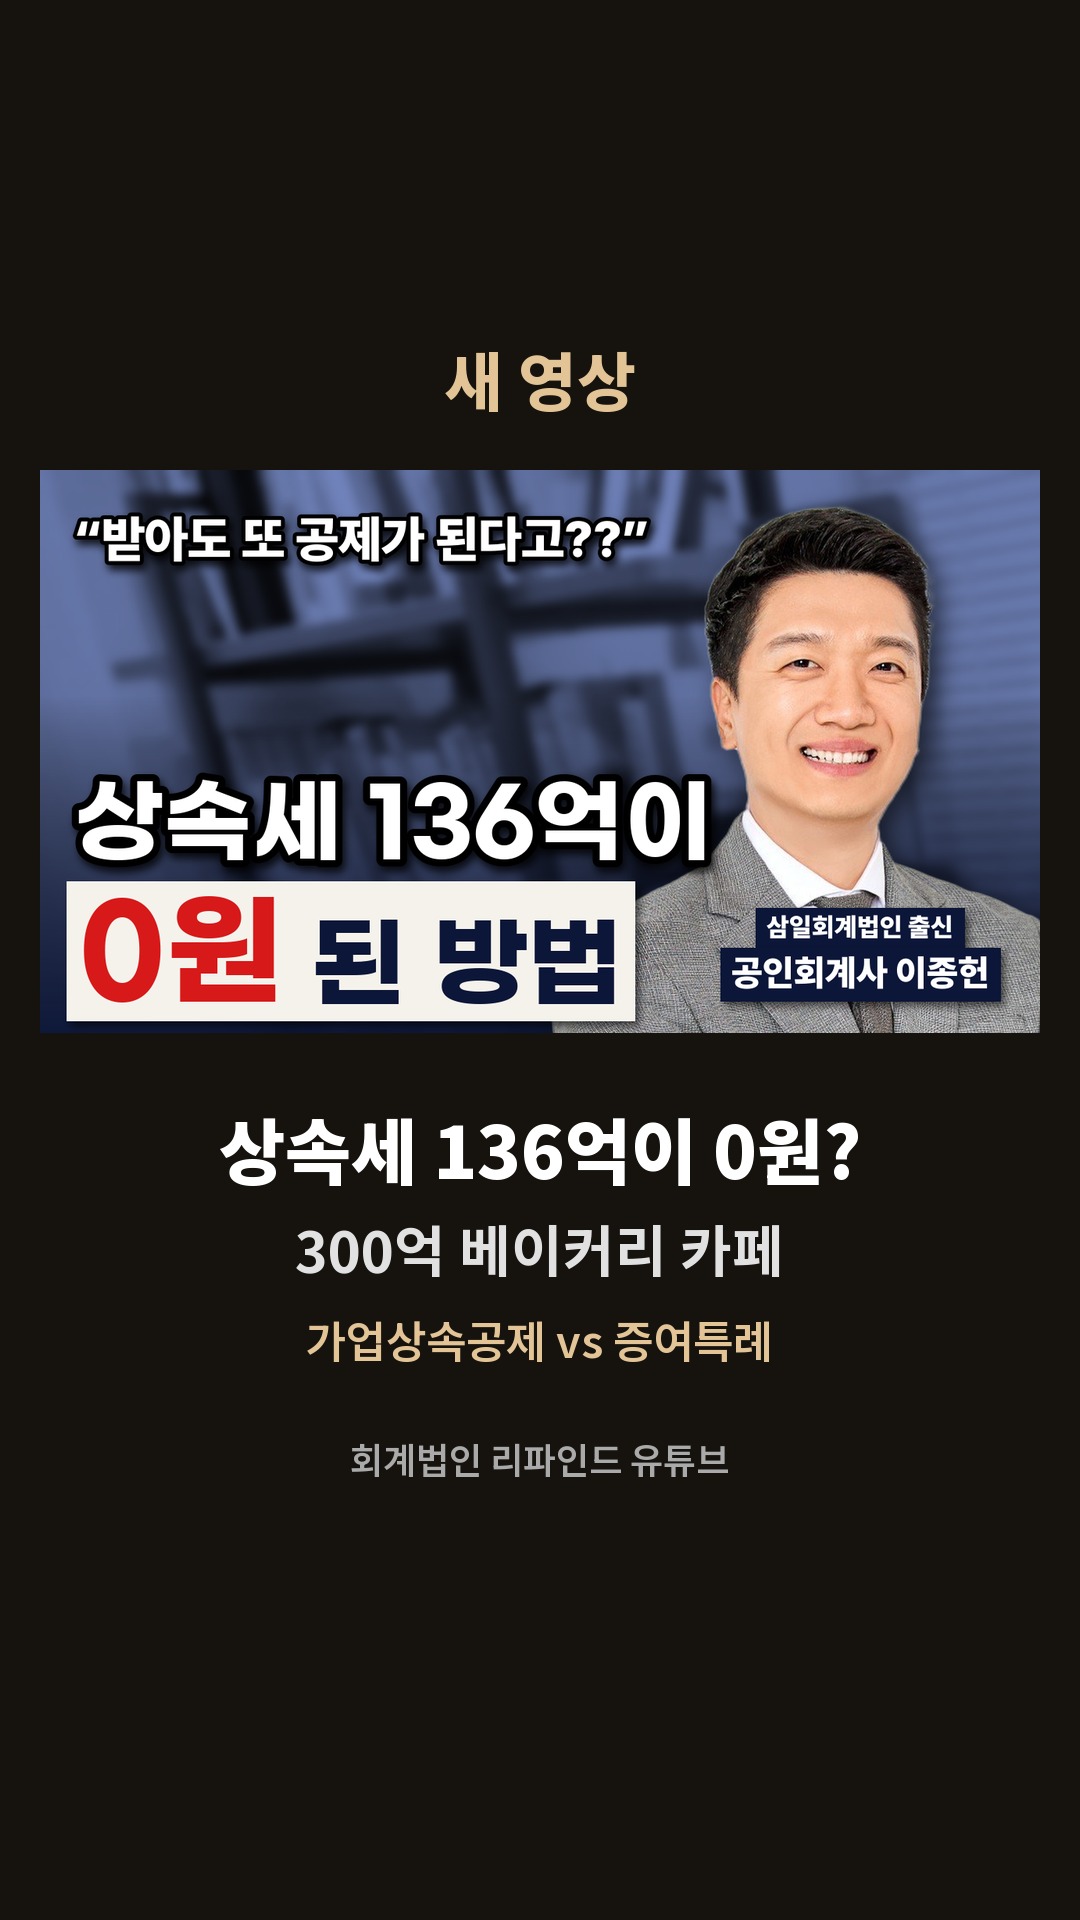 새 영상
“받아도 또 공제가 된다고??”
상속세 136억이
0원 된 방법
삼일회계법인 출신
공인회계사 이종헌
상속세 136억이 0원?
300억 베이커리 카페
가업상속공제 vs 증여특례
회계법인 리파인드 유튜브